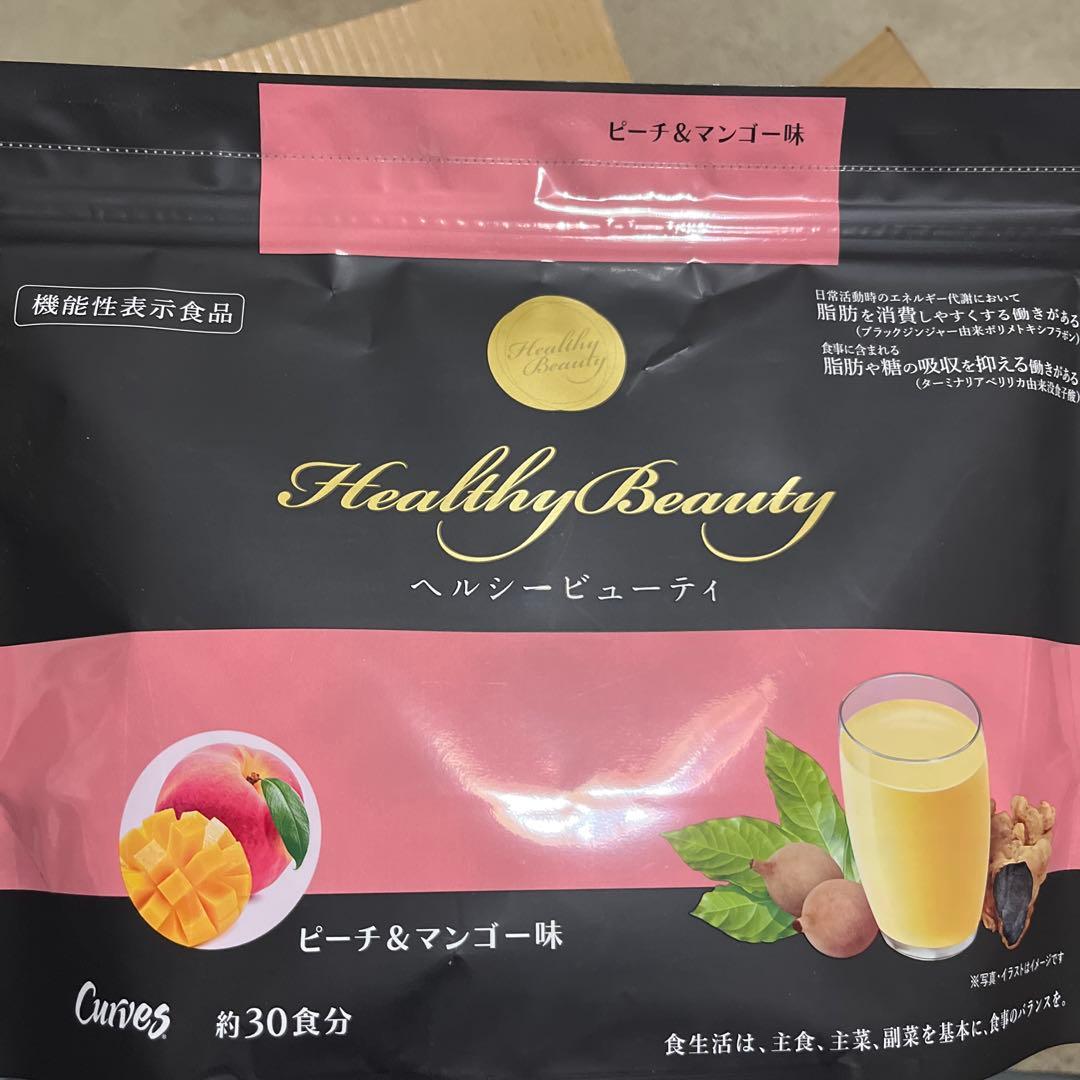 ピーチ&マンゴー味
機能性表示食品
日常活動時のエネルギー代謝において
脂肪を消費しやすくする働きがある
(ブラックジンジャー由来ポリメトキシフラボン)
食事に含まれる
脂肪や糖の吸収を抑える働きがある
(ターミナリアベリリカ由来没食子酸)
Healthy
Beauty
Healthy Beauty
ヘルシービューティ
ピーチ&マンゴー味
※写真・イラストはイメージです
Curves
約30食分
食生活は、主食、主菜、副菜を基本に、食事のバランスを。